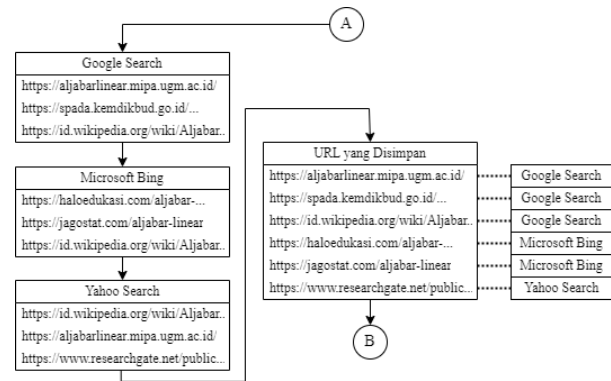 A
Google Search
https://aljabarlinear.mipa.ugm.ac.id/
https://spada.kemdikbud.go.id/...
https://id.wikipedia.org/wiki/Aljabar..
Microsoft Bing
https://haloedukasi.com/aljabar-...
https://jagostat.com/aljabar-linear
https://id.wikipedia.org/wiki/Aljabar..
Yahoo Search
https://id.wikipedia.org/wiki/Aljabar..
https://aljabarlinear.mipa.ugm.ac.id/
https://www.researchgate.net/public...
URL yang Disimpan
https://aljabarlinear.mipa.ugm.ac.id/
Google Search
https://spada.kemdikbud.go.id/...
Google Search
https://id.wikipedia.org/wiki/Aljabar..
Google Search
https://haloedukasi.com/aljabar-...
Microsoft Bing
https://jagostat.com/aljabar-linear
Microsoft Bing
https://www.researchgate.net/public...
Yahoo Search
B